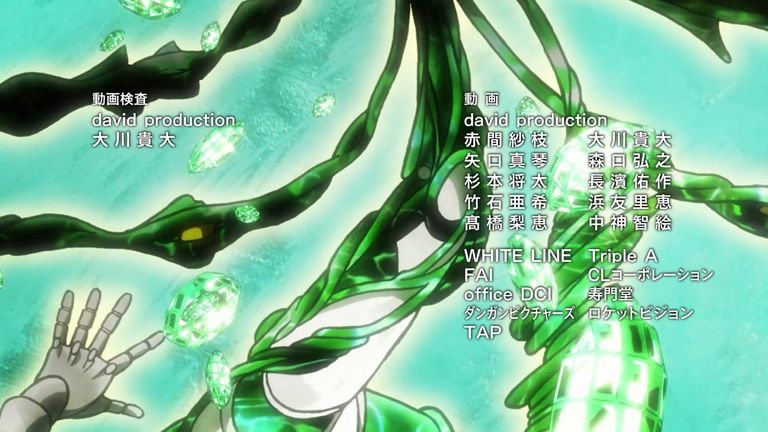 動画検査
david production
大川貴大
動画
david production
赤間紗枝 大川貴大
矢口真琴 森口弘之
杉本将太 長濱佑作
竹石亜希 浜友里恵
髙橋梨恵 中神智絵
WHITE LINE Triple A
FAI CLコーポレーション
office DCI 寿門堂
ダンガンピクチャーズ ロケットビジョン
TAP